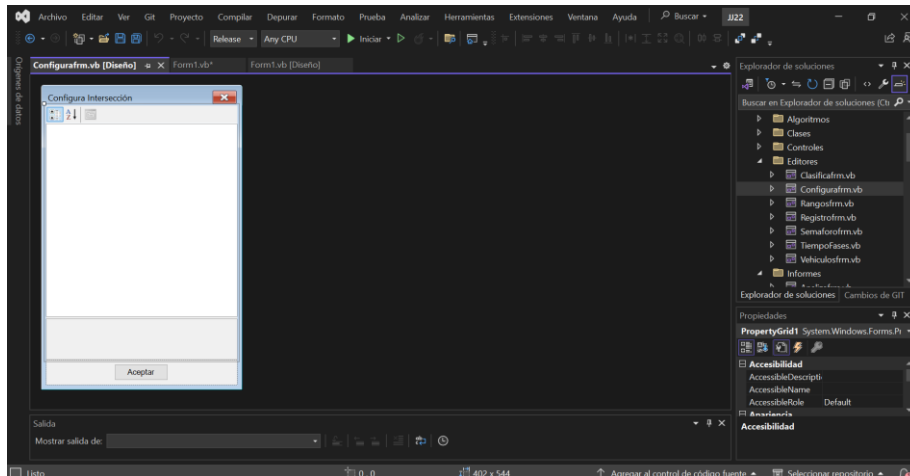 Archivo Editar Ver Git Proyecto Compilar Depurar Formato Prueba Analizar Herramientas Extensiones Ventana Ayuda Buscar JJ22
Release Any CPU Iniciar
Orígenes de datos
Configurafrm.vb [Diseño] Form1.vb* Form1.vb [Diseño]
Configura Intersección
Aceptar
Salida
Mostrar salida de:
Explorador de soluciones
Buscar en Explorador de soluciones (Ct
Algoritmos
Clases
Controles
Editores
Clasificafrm.vb
Configurafrm.vb
Rangosfrm.vb
Registrofrm.vb
Semaforofrm.vb
TiempoFases.vb
Vehiculosfrm.vb
Informes
Explorador de soluciones Cambios de GIT
Propiedades
PropertyGrid1 System.Windows.Forms.Pr
Accesibilidad
AccessibleDescripti
AccessibleName
AccessibleRole Default
Apariencia
Accesibilidad
Listo 0 , 0 402 x 544 Agregar al control de código fuente Seleccionar repositorio